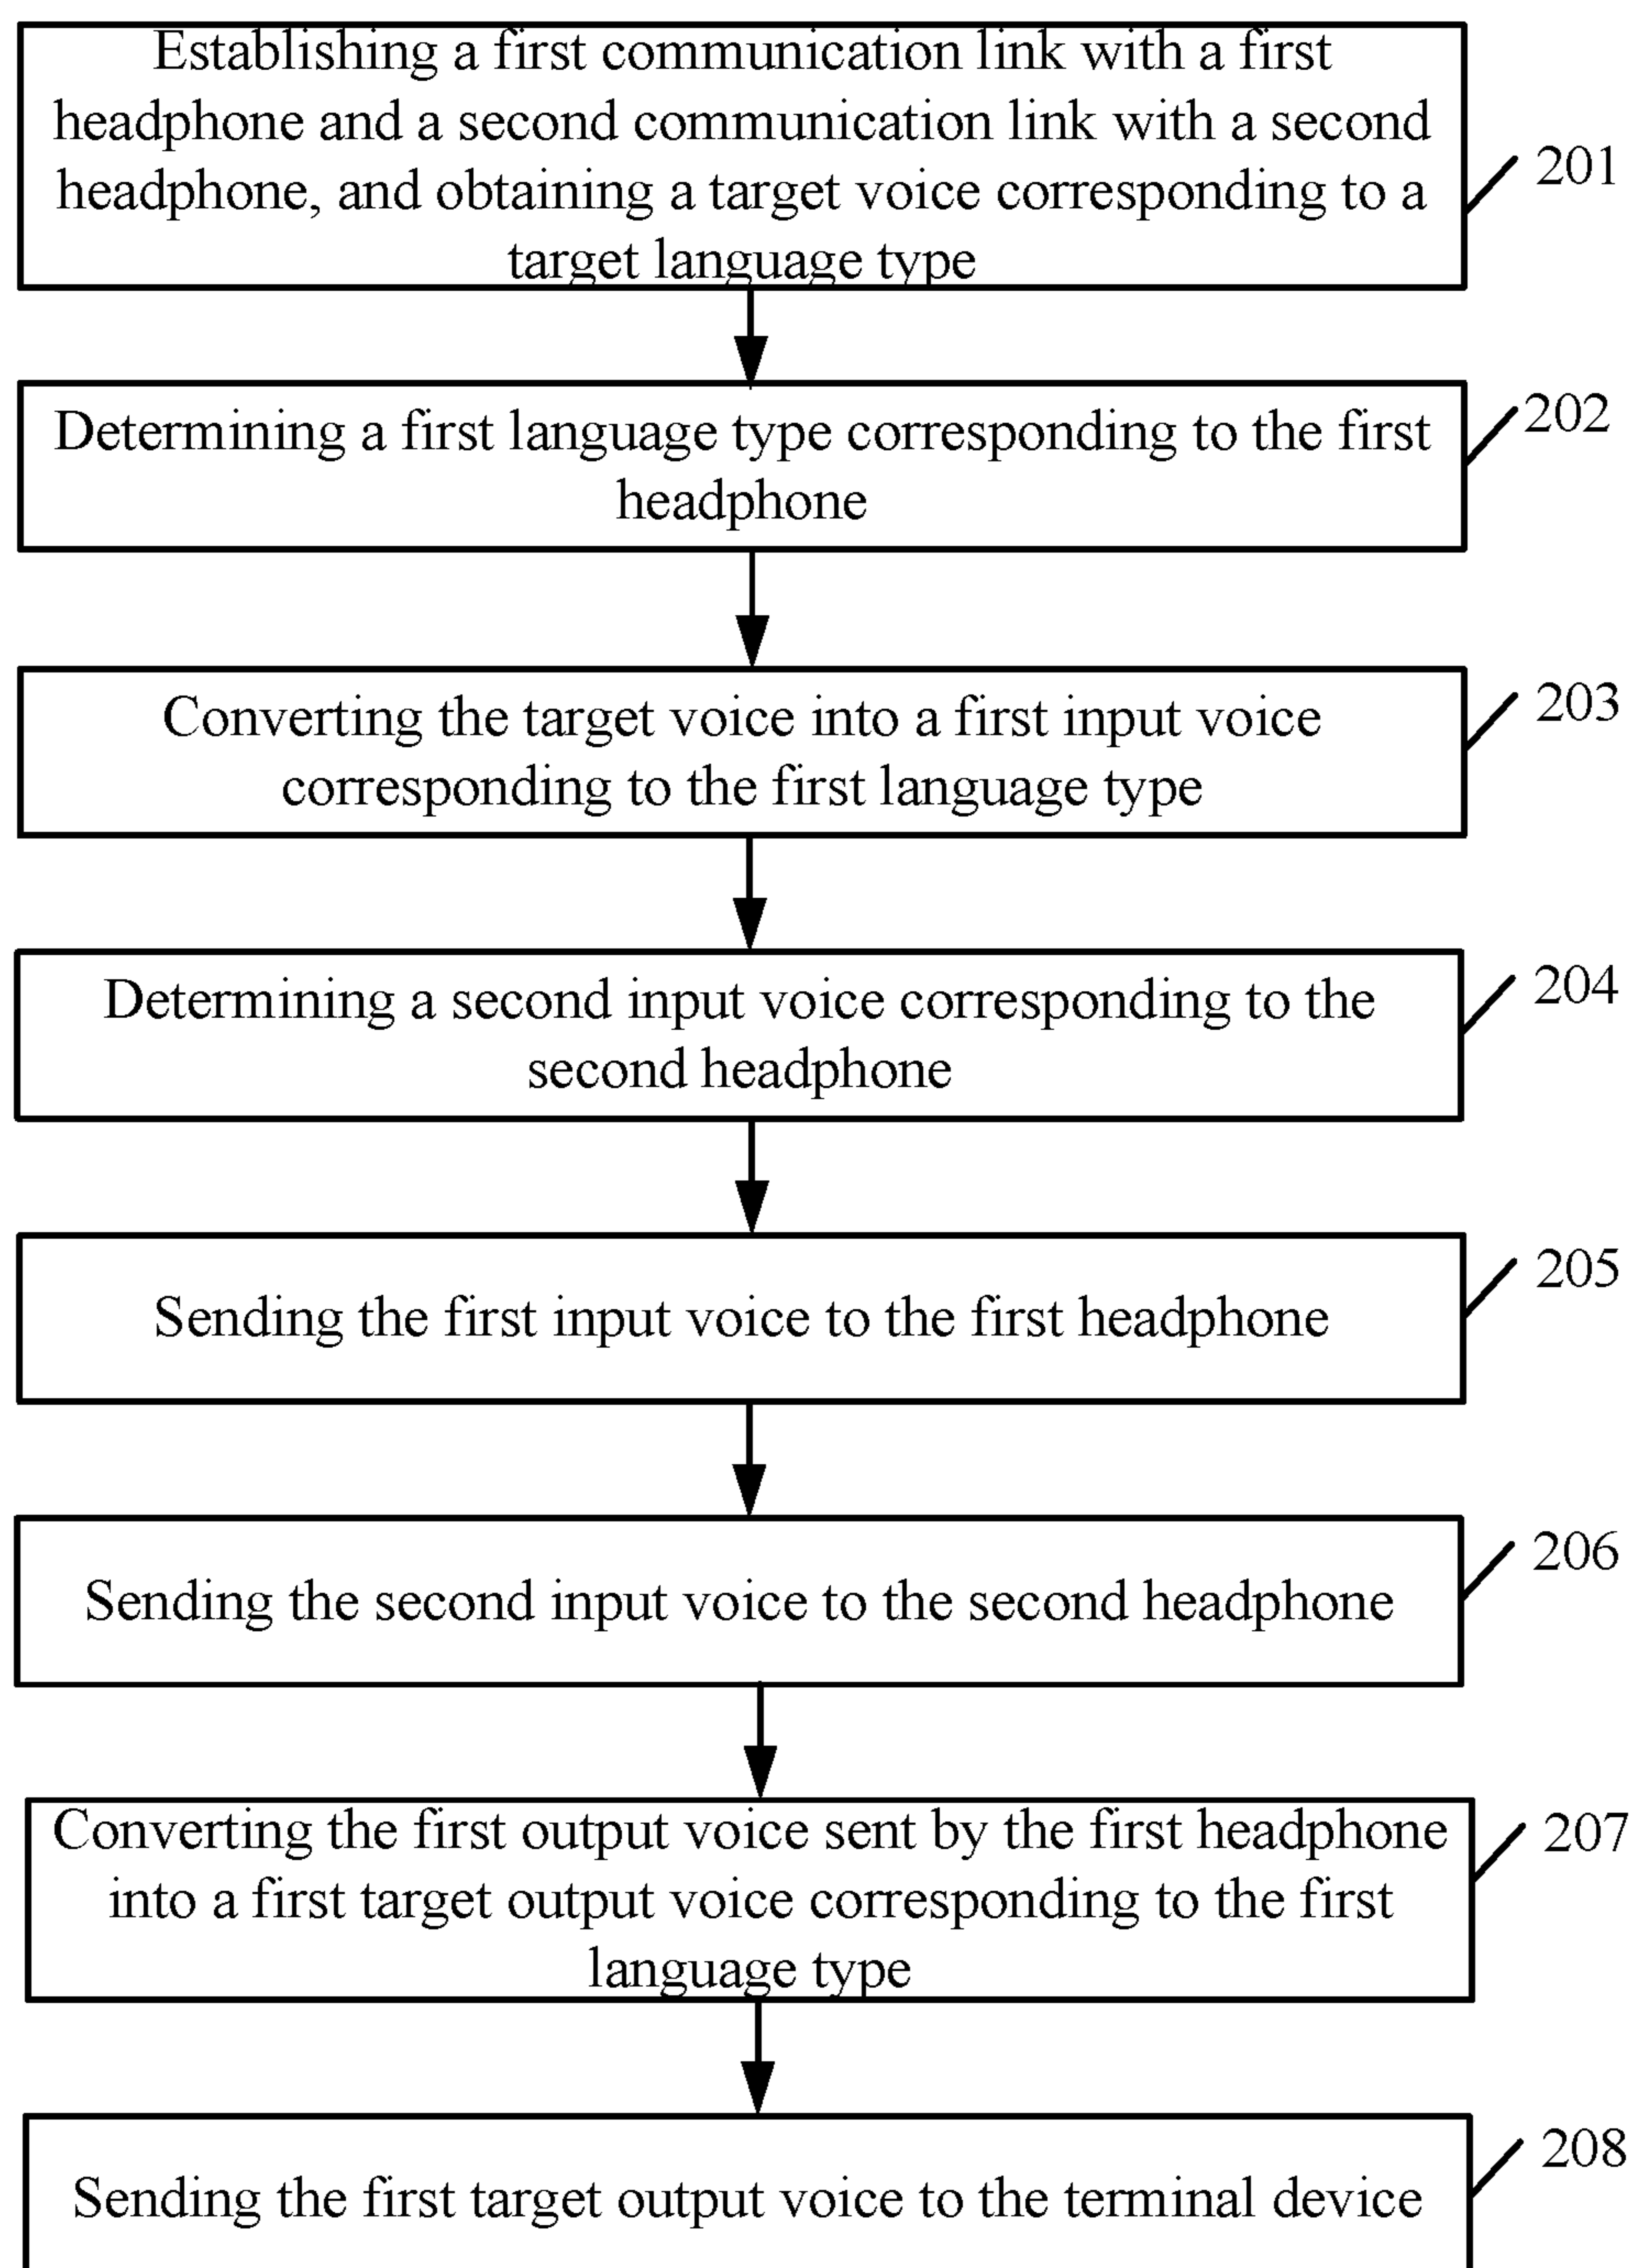 Establishing a first communication link with a first
headphone and a second communication link with a second
headphone, and obtaining a target voice corresponding to a
target language type
201
Determining a first language type corresponding to the first
headphone
202
Converting the target voice into a first input voice
corresponding to the first language type
203
Determining a second input voice corresponding to the
second headphone
204
Sending the first input voice to the first headphone
205
Sending the second input voice to the second headphone
206
Converting the first output voice sent by the first headphone
into a first target output voice corresponding to the first
language type
207
Sending the first target output voice to the terminal device
208